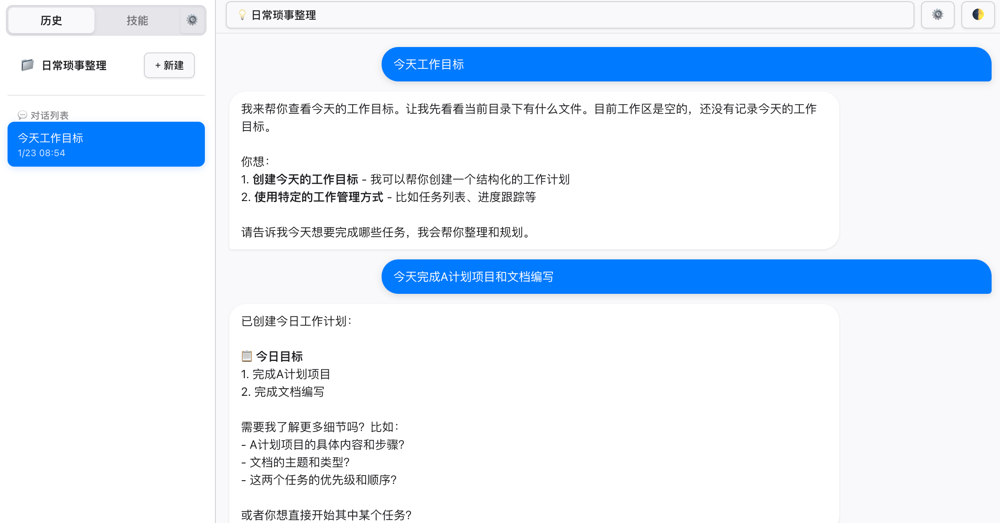 历史
技能
日常琐事整理
+ 新建
对话列表
今天工作目标
1/23 08:54
日常琐事整理
今天工作目标
我来帮你查看今天的工作目标。让我先看看当前目录下有什么文件。目前工作区是空的，还没有记录今天的工作
目标。
你想：
1. 创建今天的工作目标 - 我可以帮你创建一个结构化的工作计划
2. 使用特定的工作管理方式 - 比如任务列表、进度跟踪等
请告诉我今天想要完成哪些任务，我会帮你整理和规划。
今天完成A计划项目和文档编写
已创建今日工作计划：
📋 今日目标
1. 完成A计划项目
2. 完成文档编写
需要我了解更多细节吗？比如：
- A计划项目的具体内容和步骤？
- 文档的主题和类型？
- 这两个任务的优先级和顺序？
或者你想直接开始其中某个任务？